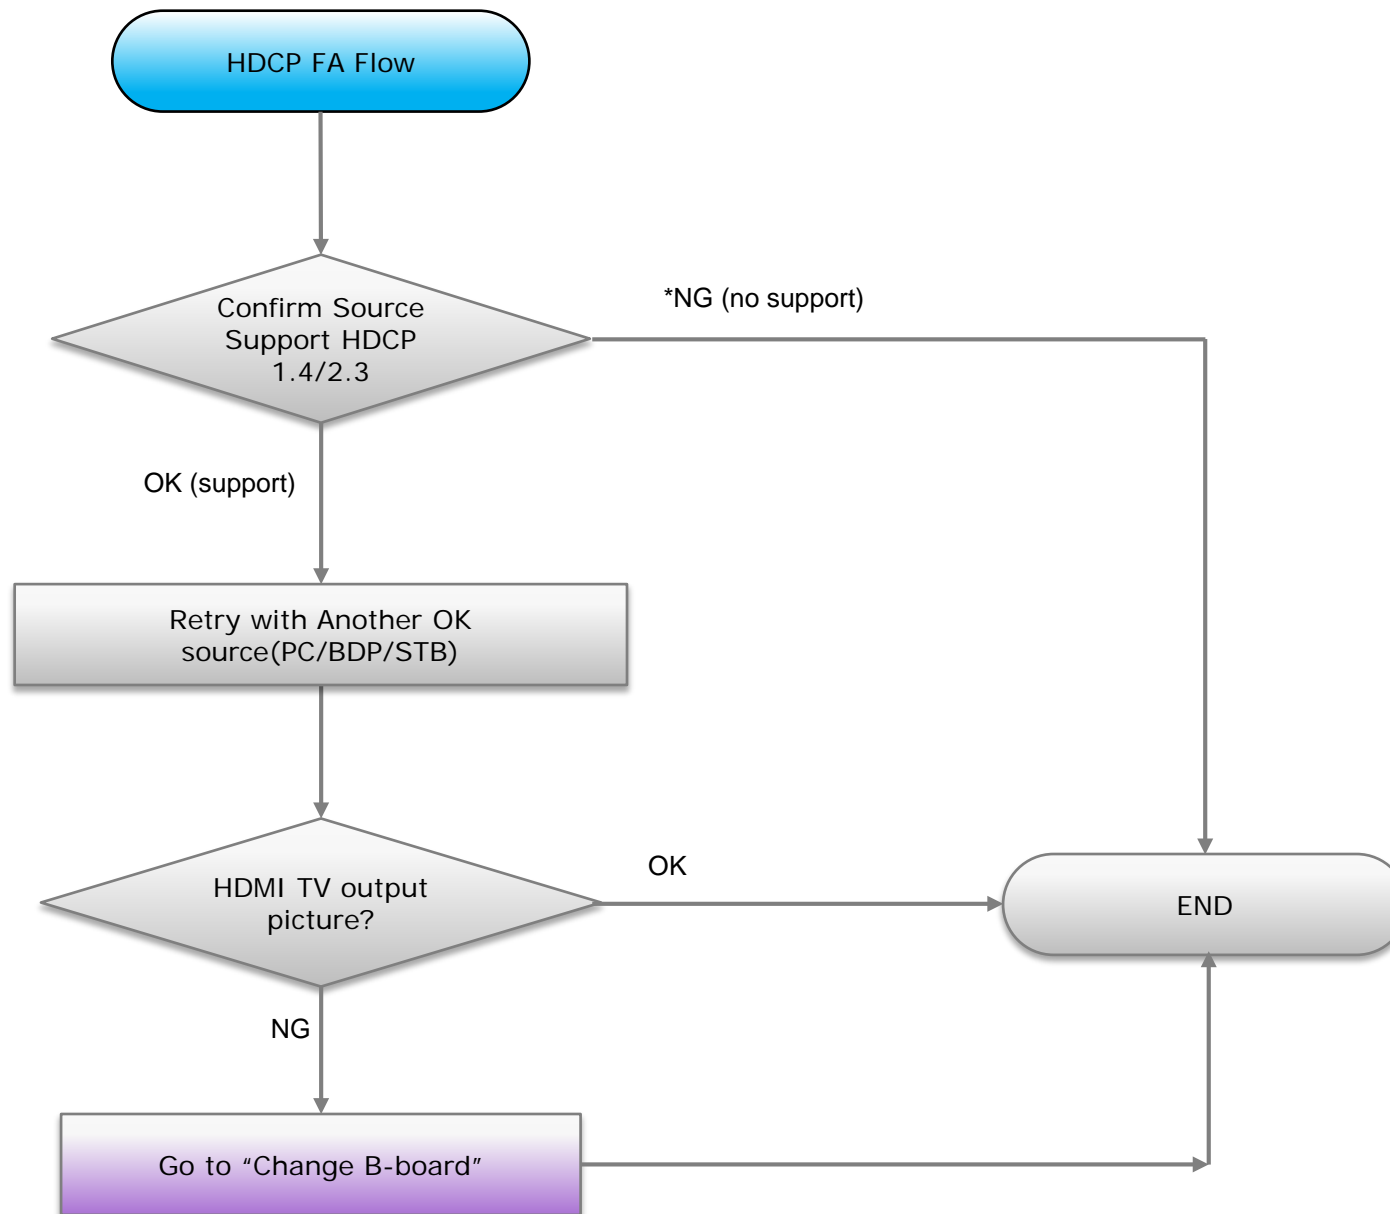 HDCP FA Flow
Confirm Source
Support HDCP
1.4/2.3
*NG (no support)
OK (support)
Retry with Another OK
source(PC/BDP/STB)
HDMI TV output
picture?
OK
END
NG
Go to “Change B-board”